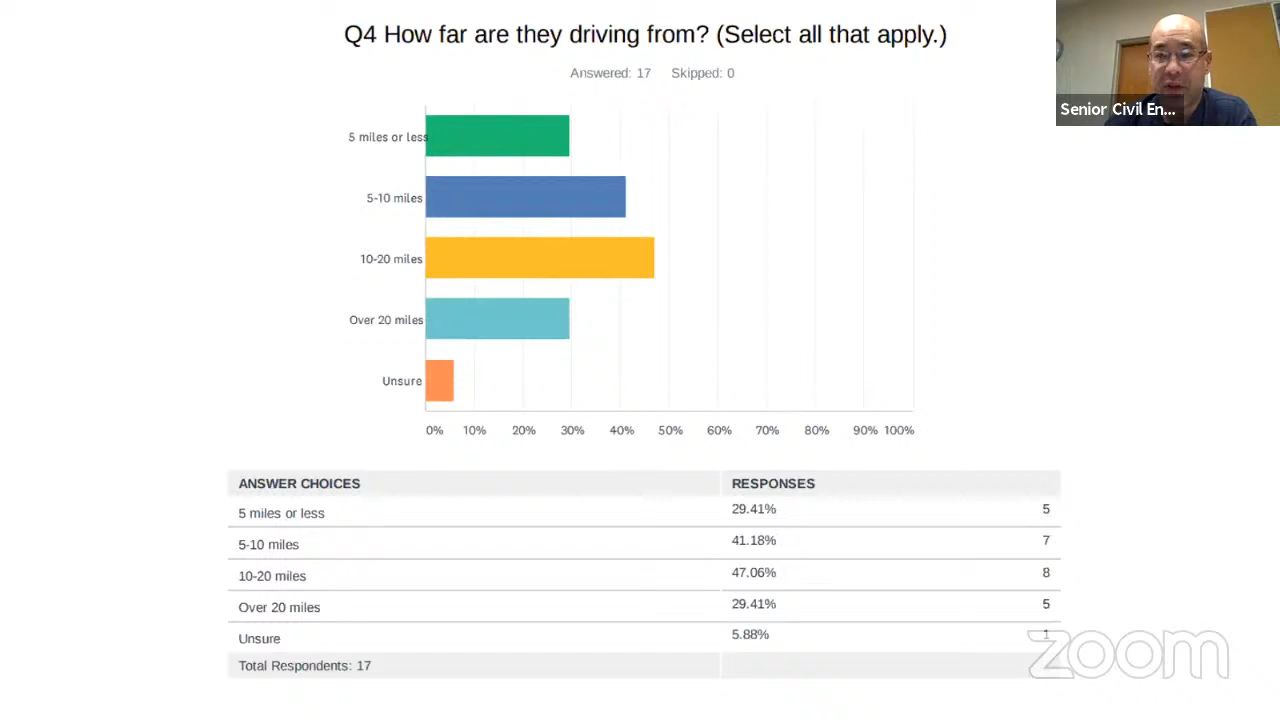 Q4 How far are they driving from? (Select all that apply.)
Answered: 17 Skipped: 0
Senior Civil En...
5 miles or less
5-10 miles
10-20 miles
Over 20 miles
Unsure
0% 10% 20% 30% 40% 50% 60% 70% 80% 90% 100%
ANSWER CHOICES RESPONSES
5 miles or less 29.41% 5
5-10 miles 41.18% 7
10-20 miles 47.06% 8
Over 20 miles 29.41% 5
Unsure 5.88% 1
Total Respondents: 17
zoom